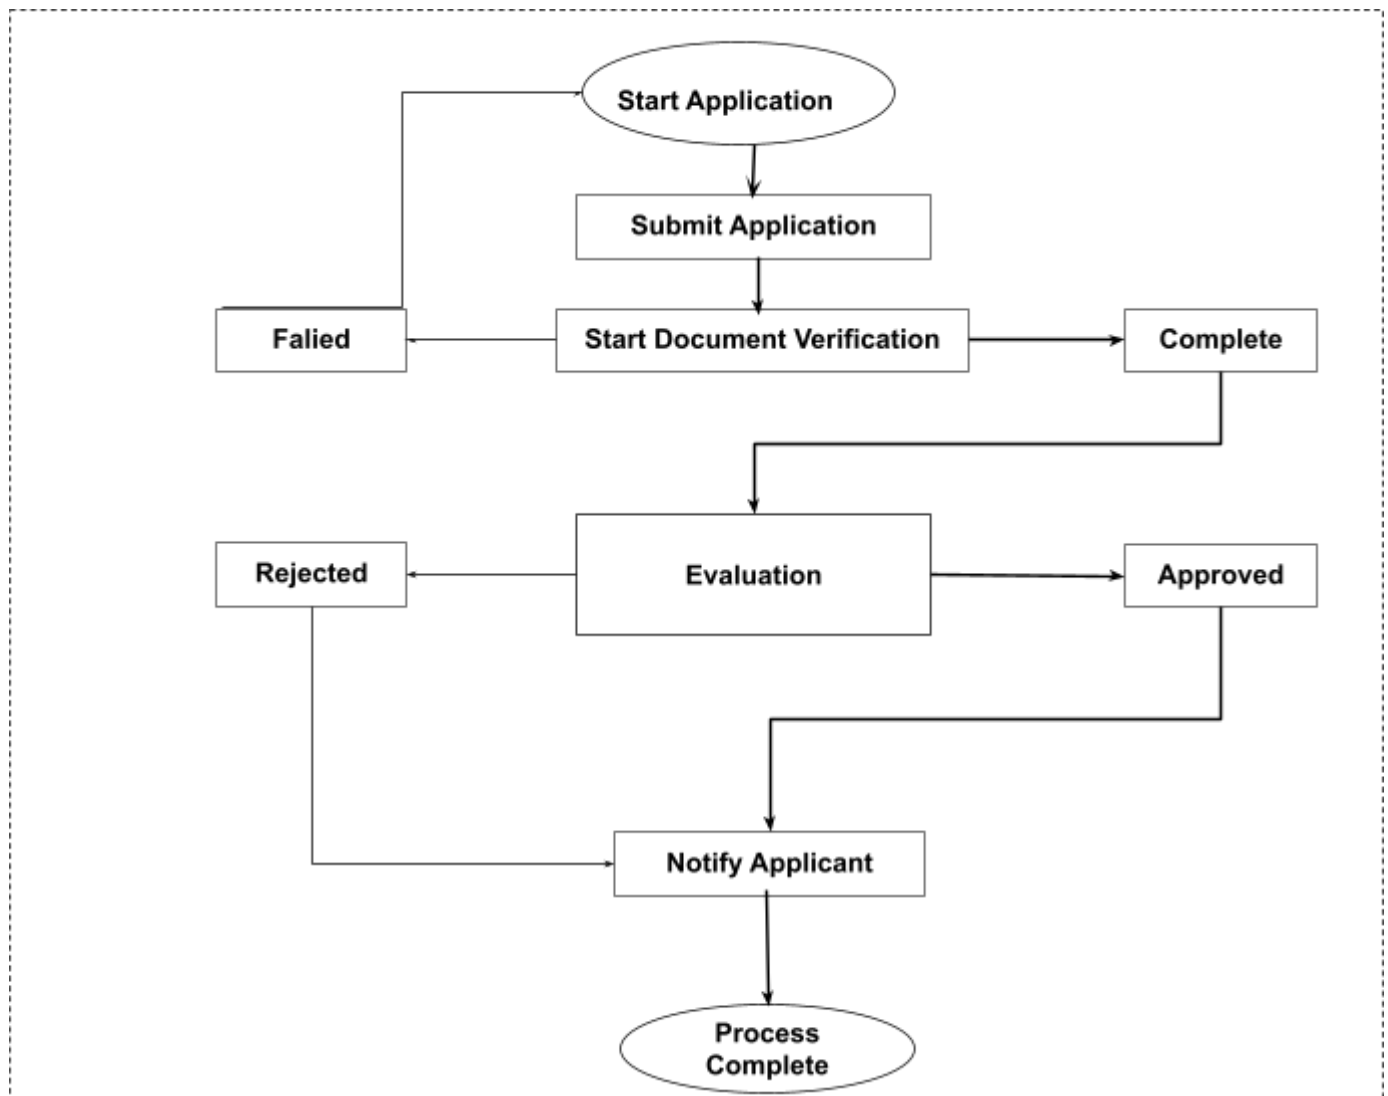 Start Application
Submit Application
Falied
Start Document Verification
Complete
Rejected
Evaluation
Approved
Notify Applicant
Process
Complete